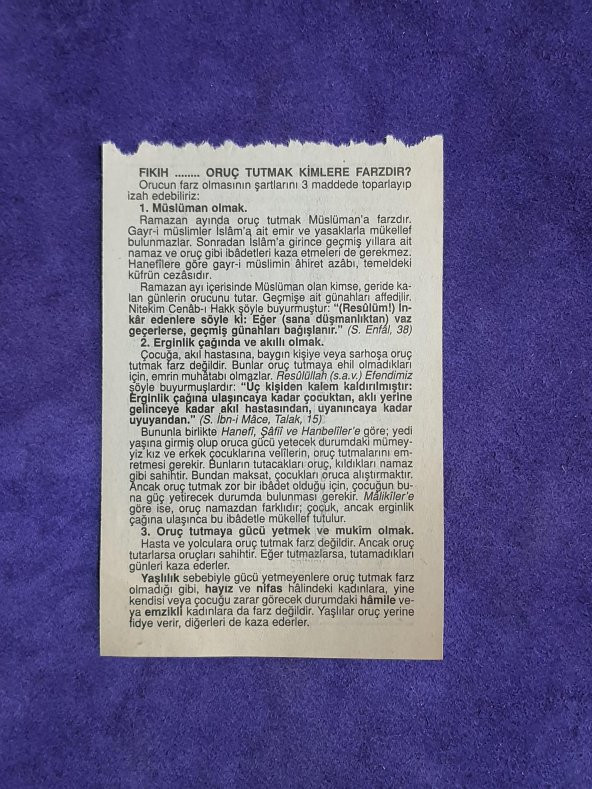 FIKIH ........ ORUÇ TUTMAK KİMLERE FARZDIR?
Orucun farz olmasının şartlarını 3 maddede toparlayıp
izah edebiliriz:
1. Müslüman olmak.
Ramazan ayında oruç tutmak Müslüman'a farzdır.
Gayr-i müslimler İslâm'a ait emir ve yasaklarla mükellef
bulunmazlar. Sonradan İslâm'a girince geçmiş yıllara ait
namaz ve oruç gibi ibâdetleri kaza etmeleri de gerekmez.
Hanefîlere göre gayr-i müslimin âhiret azâbı, temeldeki
küfrün cezâsıdır.
Ramazan ayı içerisinde Müslüman olan kimse, geride ka-
lan günlerin orucunu tutar. Geçmişe ait günahları affedilir.
Nitekim Cenâb-ı Hakk şöyle buyurmuştur: "(Resûlüm!) İn-
kâr edenlere söyle ki: Eğer (sana düşmanlıktan) vaz
geçerlerse, geçmiş günahları bağışlanır." (S. Enfâl, 38)
2. Erginlik çağında ve akıllı olmak.
Çocuğa, akıl hastasına, baygın kişiye veya sarhoşa oruç
tutmak farz değildir. Bunlar oruç tutmaya ehil olmadıkları
için, emrin muhâtabı olmazlar. Resûlüllah (s.a.v.) Efendimiz
şöyle buyurmuşlardır: "Üç kişiden kalem kaldırılmıştır:
Erginlik çağına ulaşıncaya kadar çocuktan, aklı yerine
gelinceye kadar akıl hastasından, uyanıncaya kadar
uyuyandan." (S. İbn-i Mâce, Talak, 15)
Bununla birlikte Hanefî, Şâfiî ve Hanbelîler'e göre; yedi
yaşına girmiş olup oruca gücü yetecek durumdaki mümey-
yiz kız ve erkek çocuklarına velîlerin, oruç tutmalarını em-
retmesi gerekir. Bunların tutacakları oruç, kıldıkları namaz
gibi sahihtir. Bundan maksat, çocukları oruca alıştırmaktır.
Ancak oruç tutmak zor bir ibâdet olduğu için, çocuğun bu-
na güç yetirecek durumda bulunması gerekir. Mâlikîler'e
göre ise, oruç namazdan farklıdır; çocuk, ancak erginlik
çağına ulaşınca bu ibâdetle mükellef tutulur.
3. Oruç tutmaya gücü yetmek ve mukîm olmak.
Hasta ve yolculara oruç tutmak farz değildir. Ancak oruç
tutarlarsa oruçları sahihtir. Eğer tutmazlarsa, tutamadıkları
günleri kaza ederler.
Yaşlılık sebebiyle gücü yetmeyenlere oruç tutmak farz
olmadığı gibi, hayız ve nifas hâlindeki kadınlara, yine
kendisi veya çocuğu zarar görecek durumdaki hâmile ve-
ya emzikli kadınlara da farz değildir. Yaşlılar oruç yerine
fidye verir, diğerleri de kaza ederler.